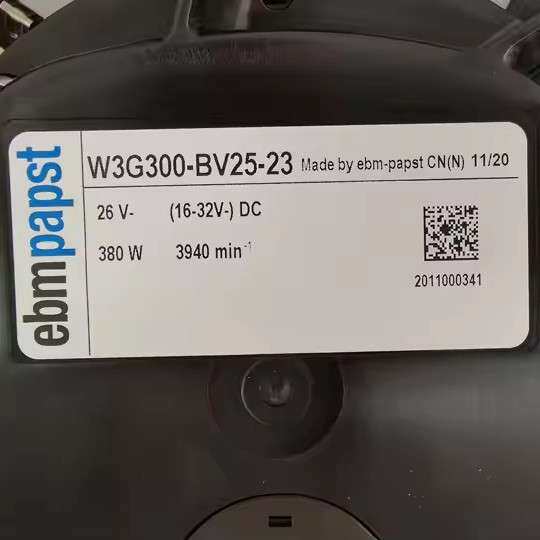 ebmpapst
W3G300-BV25-23 Made by ebm-papst CN(N) 11/20
26 V- (16-32V-) DC
380 W 3940 min-1
2011000341